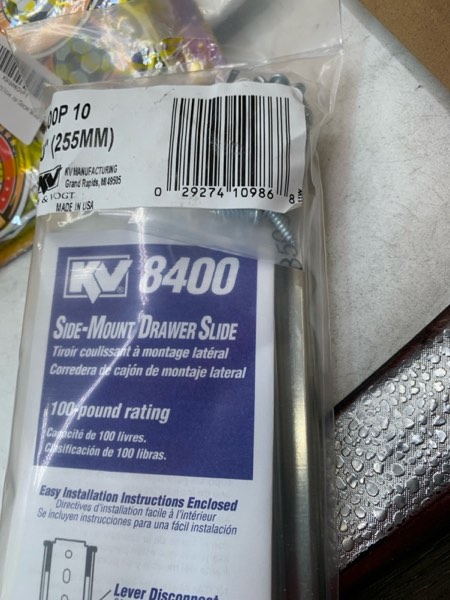 OOP 10
" (255MM)
KV
KV MANUFACTURING
Grand Rapids, MI 49505
& VOGT
MADE IN USA
0 29274 10986 8
KV 8400
SIDE-MOUNT DRAWER SLIDE
Tiroir coulissant à montage latéral
Corredera de cajón de montaje lateral
100-pound rating
Capacité de 100 livres.
Clasificación de 100 libras.
Easy Installation Instructions Enclosed
Directives d'installation facile à l'intérieur
Se incluyen instrucciones para una fácil instalación
Lever Disconnect